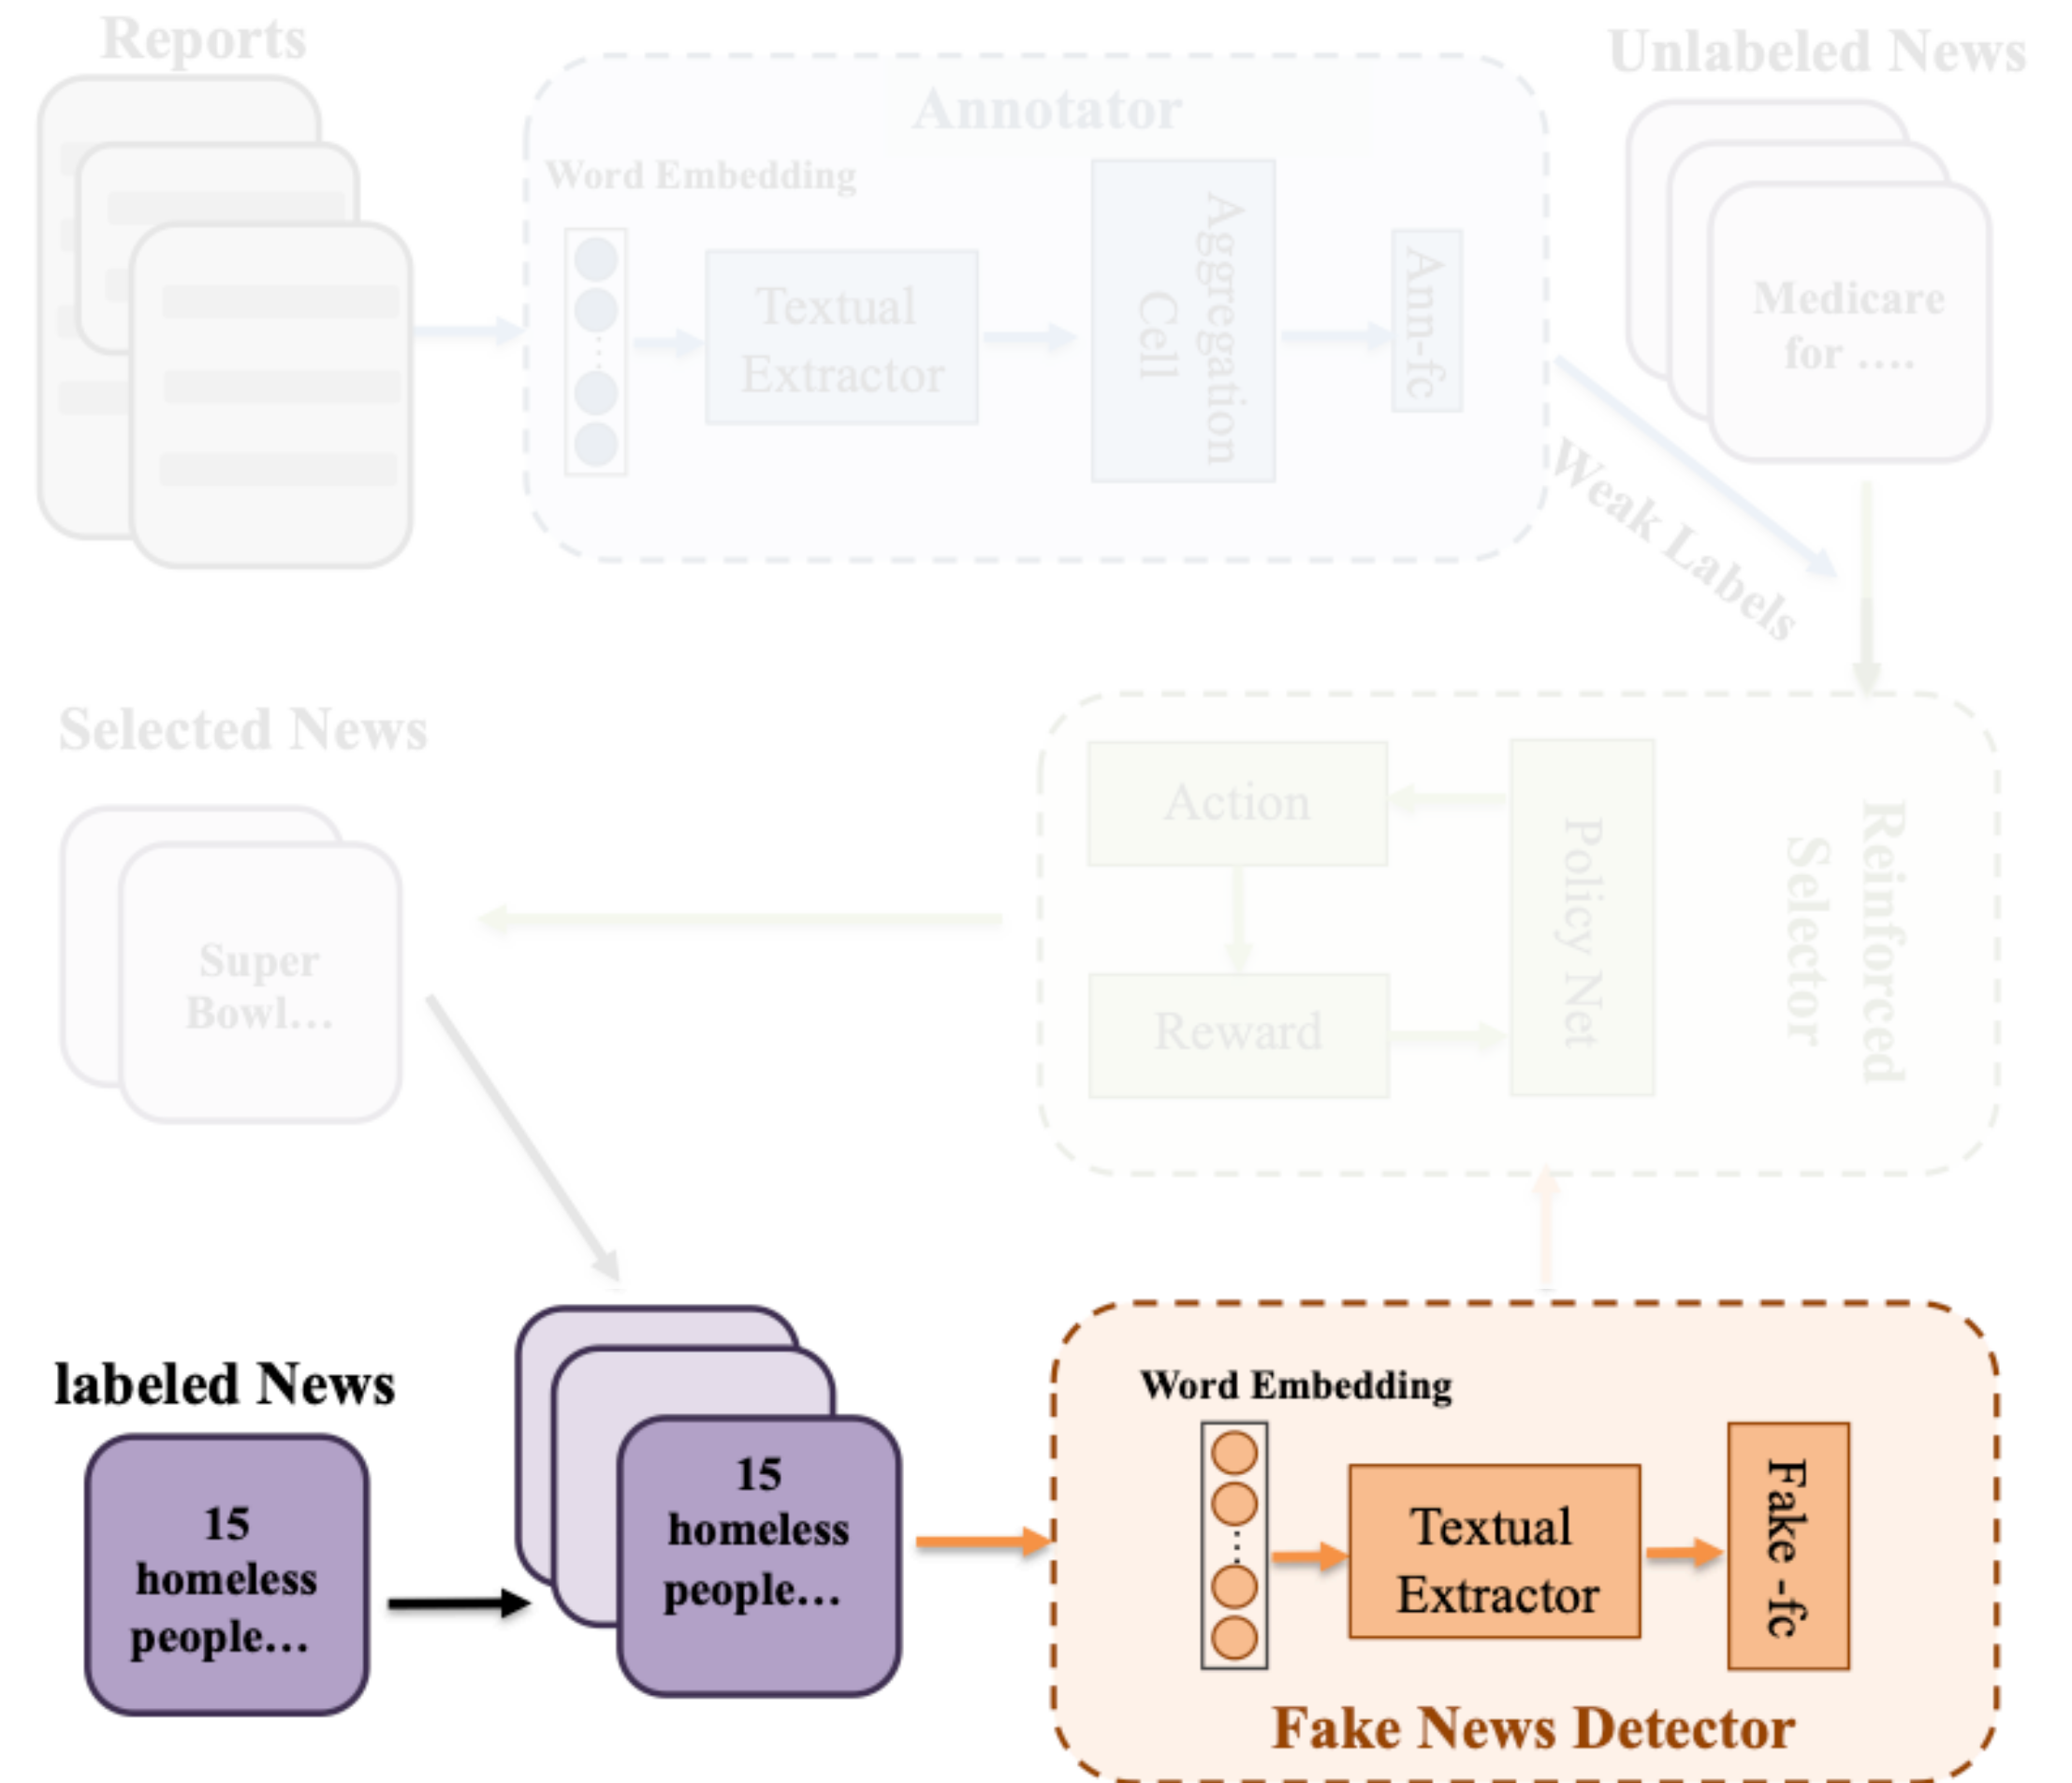 Reports
Annotator
Unlabeled News
Word Embedding
Textual
Extractor
Aggregation
Cell
Ann-fc
Medicare
for ....
Weak Labels
Selected News
Super
Bowl...
Action
Reward
Policy Net
Reinforced
Selector
labeled News
15
homeless
people...
15
homeless
people...
Word Embedding
Textual
Extractor
Fake -fc
Fake News Detector